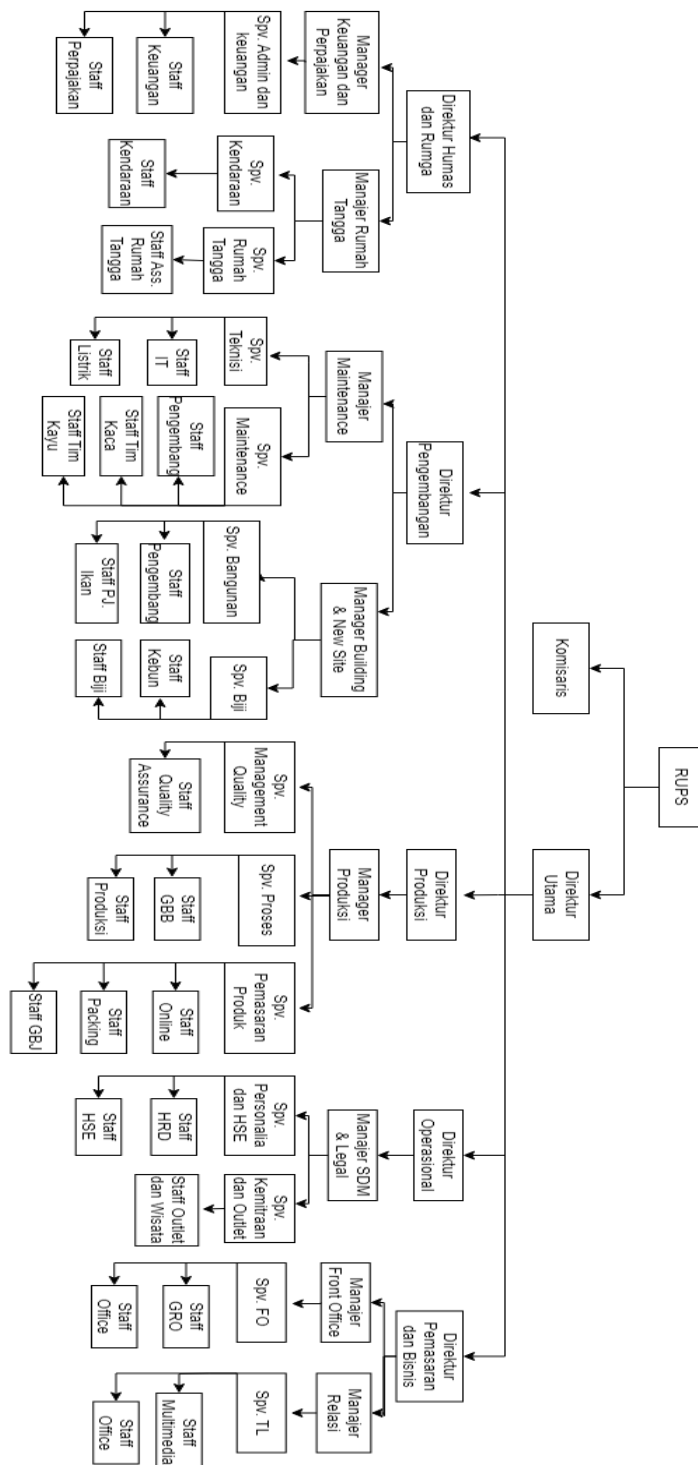 RUPS
Komisaris
Direktur
Utama
Direktur Humas
dan Rumga
Direktur
Pengembangan
Direktur
Produksi
Direktur
Operasional
Direktur
Pemasaran
dan Bisnis
Manager
Keuangan dan
Perpajakan
Manajer Rumah
Tangga
Manajer
Maintenance
Manager Building
& New Site
Manager
Produksi
Manajer SDM
& Legal
Manajer
Front Office
Manajer
Relasi
Spv. Admin dan
keuangan
Spv.
Kendaraan
Spv.
Rumah
Tangga
Spv.
Teknisi
Spv.
Maintenance
Spv. Bangunan
Spv. Biji
Spv.
Management
Quality
Spv. Proses
Spv.
Pemasaran
Produk
Spv.
Personalia
dan HSE
Spv.
Kemitraan
dan Outlet
Spv. FO
Spv. TL
Staff
Keuangan
Staff
Perpajakan
Staff
Kendaraan
Staff Ass.
Rumah
Tangga
Staff
IT
Staff
Listrik
Staff
Pengembang
Staff Tim
Kaca
Staff Tim
Kayu
Staff
Pengembang
Staff PJ.
Ikan
Staff
Kebun
Staff Biji
Staff
Quality
Assurance
Staff
GBB
Staff
Produksi
Staff
Online
Staff
Packing
Staff GBJ
Staff
HRD
Staff
HSE
Staff Outlet
dan Wisata
Staff
GRO
Staff
Office
Staff
Multimedia
Staff
Office